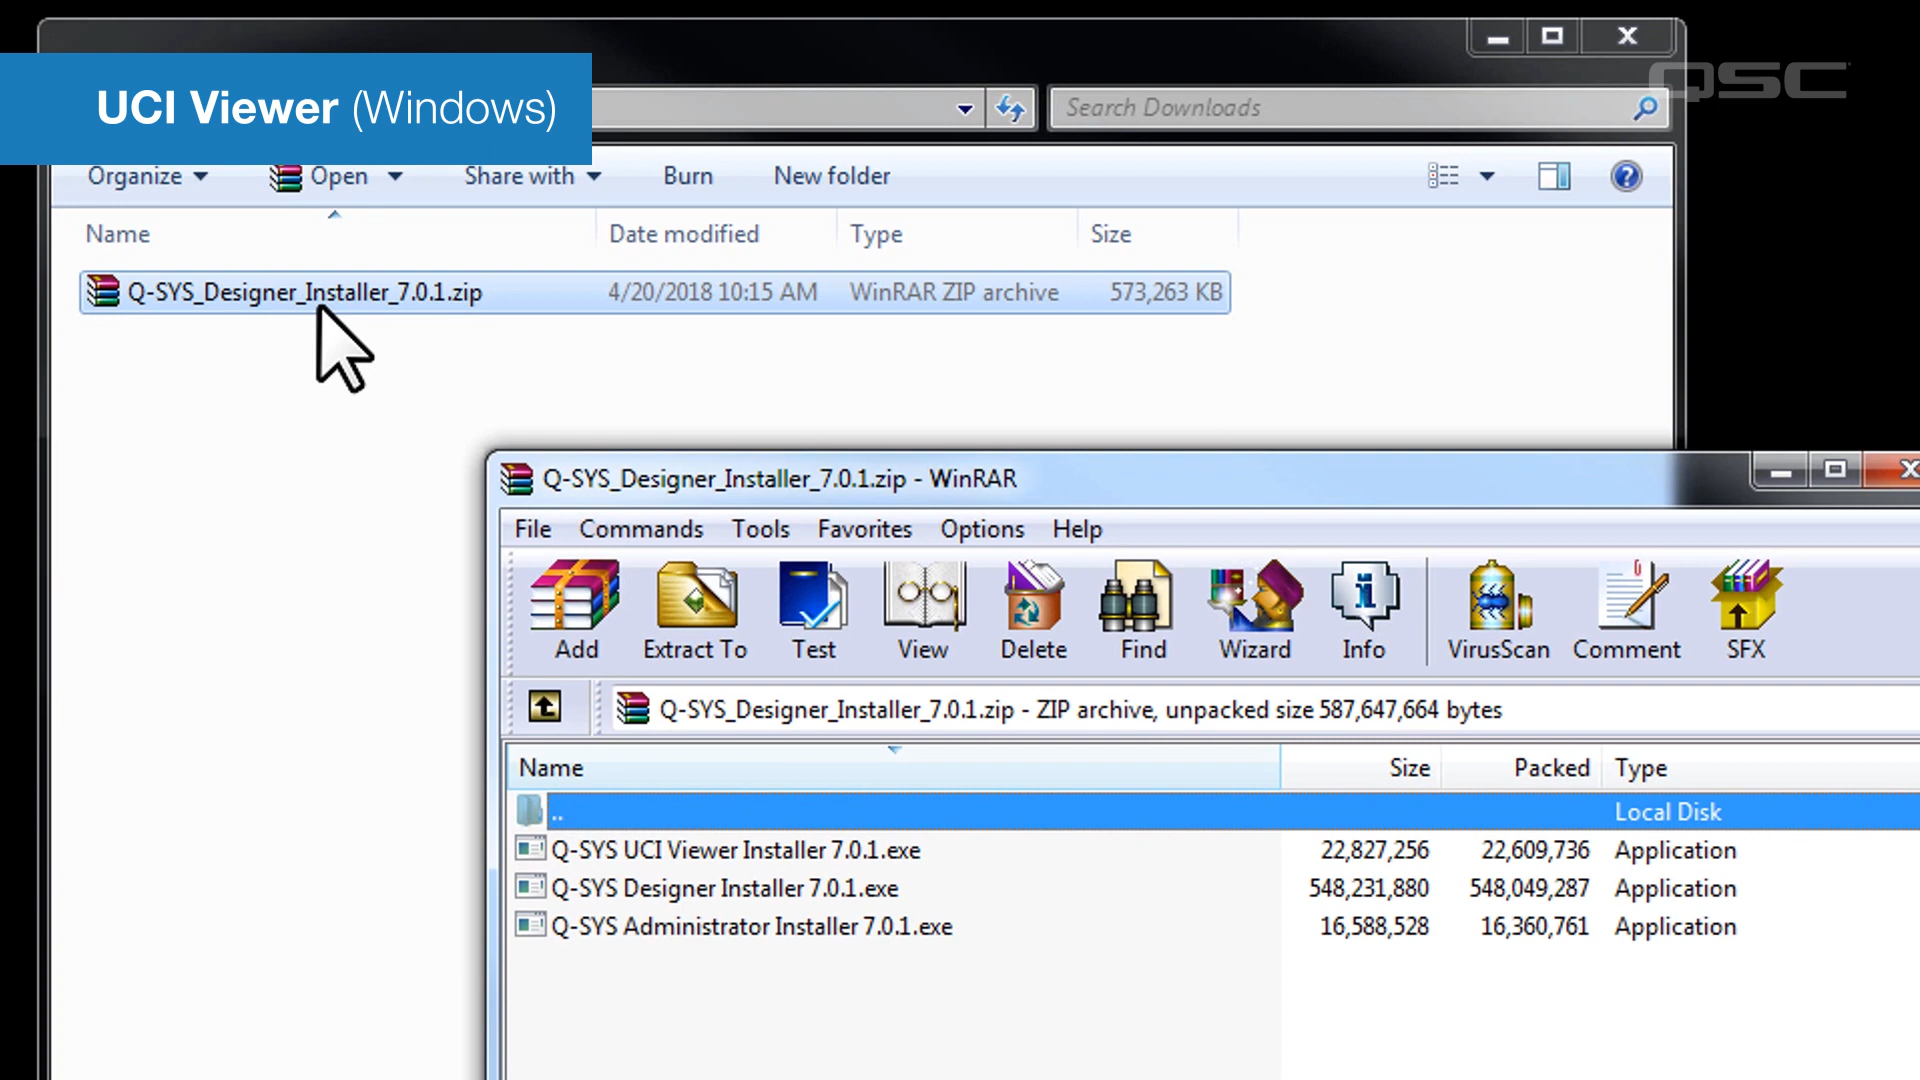 QSC
UCI Viewer (Windows)
Search Downloads
Organize Open Share with Burn New folder
Name Date modified Type Size
Q-SYS_Designer_Installer_7.0.1.zip 4/20/2018 10:15 AM WinRAR ZIP archive 573,263 KB
Q-SYS_Designer_Installer_7.0.1.zip - WinRAR
File Commands Tools Favorites Options Help
Add Extract To Test View Delete Find Wizard Info VirusScan Comment SFX
Q-SYS_Designer_Installer_7.0.1.zip - ZIP archive, unpacked size 587,647,664 bytes
Name Size Packed Type
.. Local Disk
Q-SYS UCI Viewer Installer 7.0.1.exe 22,827,256 22,609,736 Application
Q-SYS Designer Installer 7.0.1.exe 548,231,880 548,049,287 Application
Q-SYS Administrator Installer 7.0.1.exe 16,588,528 16,360,761 Application